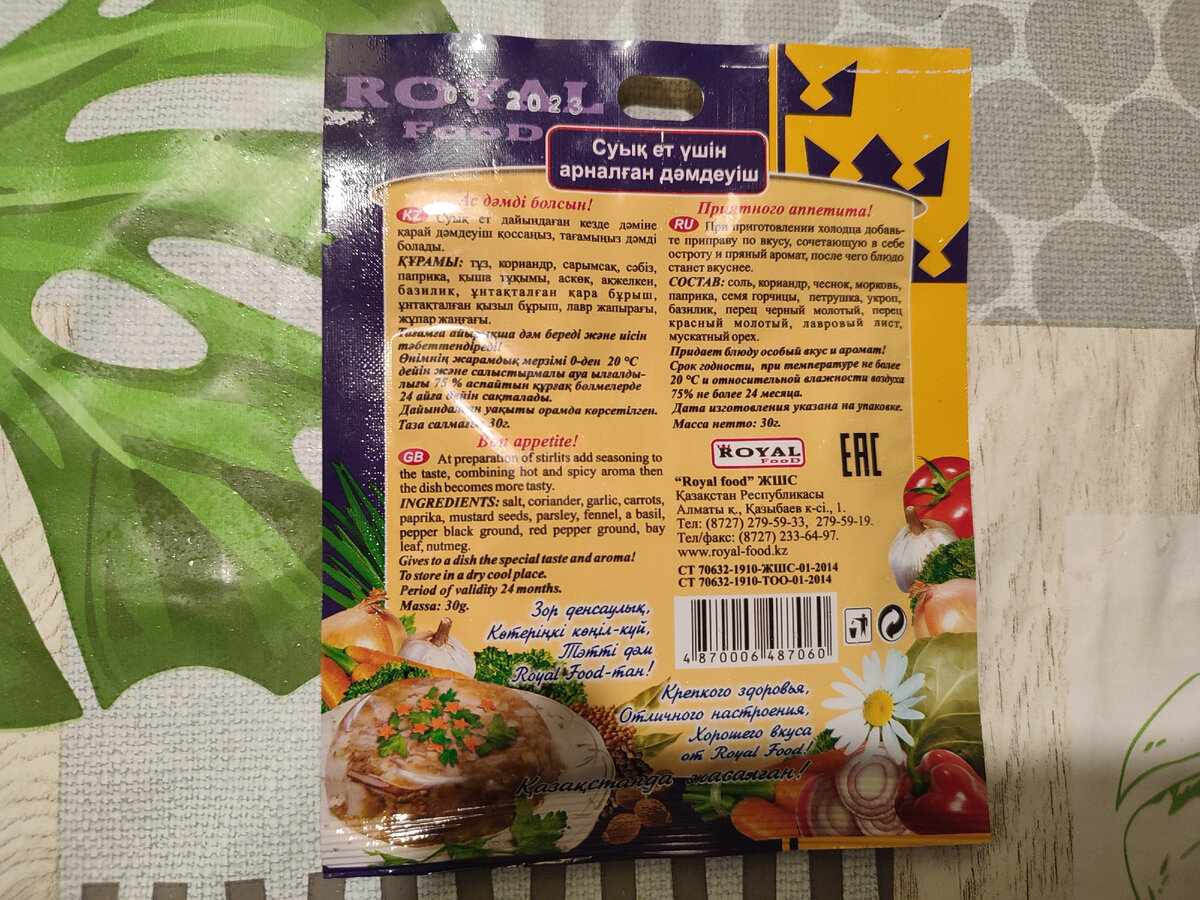 ROYAL
FooD
03 2023
Суық ет үшін
арналған дәмдеуіш
Ас дәмді болсын!
KZ Суық ет дайындаған кезде дәміне
қарай дәмдеуіш қоссаңыз, тағамыңыз дәмді
болады.
ҚҰРАМЫ: тұз, кориандр, сарымсақ, сәбіз,
паприка, қыша тұқымы, аскөк, ақжелкен,
базилик, ұнтақталған қара бұрыш,
ұнтақталған қызыл бұрыш, лавр жапырағы,
жұпар жаңғағы.
Тағамға айырықша дәм береді және иісін
тәбеттендіреді!
Өнімнің жарамдық мерзімі 0-ден 20 °С
дейін және салыстырмалы ауа ылғалды-
лығы 75 % аспайтын құрғақ бөлмелерде
24 айға дейін сақталады.
Дайындалған уақыты орамда көрсетілген.
Таза салмағы 30г.
Bon appetite!
GB At preparation of stirlits add seasoning to
the taste, combining hot and spicy aroma then
the dish becomes more tasty.
INGREDIENTS: salt, coriander, garlic, carrots,
paprika, mustard seeds, parsley, fennel, a basil,
pepper black ground, red pepper ground, bay
leaf, nutmeg.
Gives to a dish the special taste and aroma!
To store in a dry cool place.
Period of validity 24 months.
Massa: 30g.
Приятного аппетита!
RU При приготовлении холодца добавь-
те приправу по вкусу, сочетающую в себе
остроту и пряный аромат, после чего блюдо
станет вкуснее.
СОСТАВ: соль, кориандр, чеснок, морковь,
паприка, семя горчицы, петрушка, укроп,
базилик, перец черный молотый, перец
красный молотый, лавровый лист,
мускатный орех.
Придает блюду особый вкус и аромат!
Срок годности, при температуре не более
20 °С и относительной влажности воздуха
75% не более 24 месяца.
Дата изготовления указана на упаковке.
Масса нетто: 30г.
ROYAL
FooD
EAC
“Royal food” ЖШС
Қазақстан Республикасы
Алматы қ., Қазыбаев к-сі., 1.
Тел: (8727) 279-59-33, 279-59-19.
Тел/факс: (8727) 233-64-97.
www.royal-food.kz
СТ 70632-1910-ЖШС-01-2014
СТ 70632-1910-ТОО-01-2014
4 870006 487060
Зор денсаулық,
Көтеріңкі көңіл-күй,
Тәтті дәм
Royal Food-тан!
Крепкого здоровья,
Отличного настроения,
Хорошего вкуса
от Royal Food!
Қазақстанда жасалған!